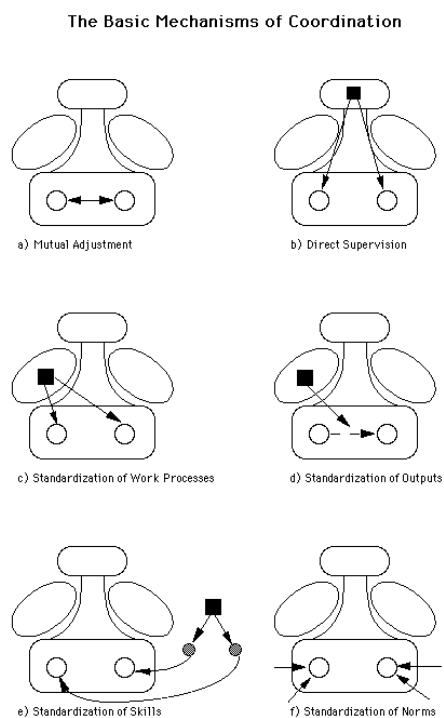 The Basic Mechanisms of Coordination
a) Mutual Adjustment
b) Direct Supervision
c) Standardization of Work Processes
d) Standardization of Outputs
e) Standardization of Skills
f) Standardization of Norms